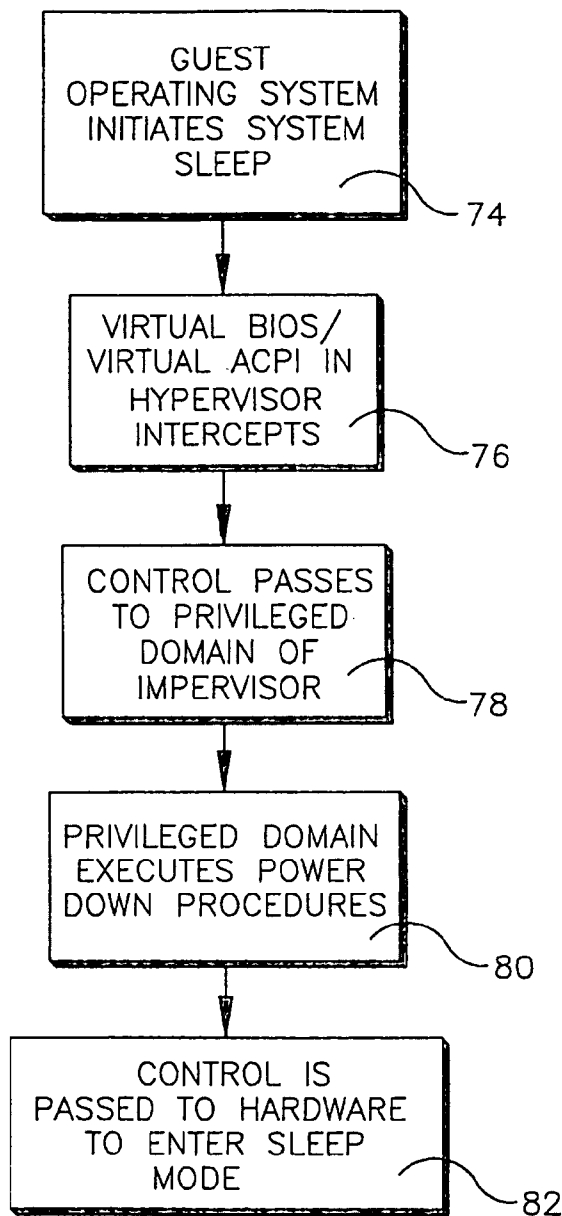 GUEST
OPERATING SYSTEM
INITIATES SYSTEM
SLEEP
74
VIRTUAL BIOS/
VIRTUAL ACPI IN
HYPERVISOR
INTERCEPTS
76
CONTROL PASSES
TO PRIVILEGED
DOMAIN OF
IMPERVISOR
78
PRIVILEGED DOMAIN
EXECUTES POWER
DOWN PROCEDURES
80
CONTROL IS
PASSED TO HARDWARE
TO ENTER SLEEP
MODE
82